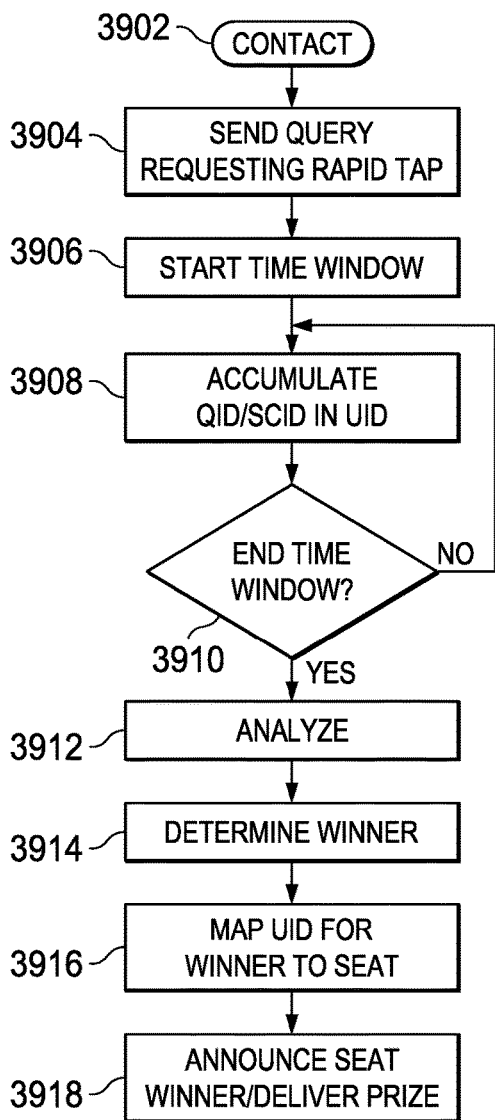 3902
CONTACT
3904
SEND QUERY
REQUESTING RAPID TAP
3906
START TIME WINDOW
3908
ACCUMULATE
QID/SCID IN UID
END TIME
WINDOW?
NO
3910
YES
3912
ANALYZE
3914
DETERMINE WINNER
3916
MAP UID FOR
WINNER TO SEAT
3918
ANNOUNCE SEAT
WINNER/DELIVER PRIZE